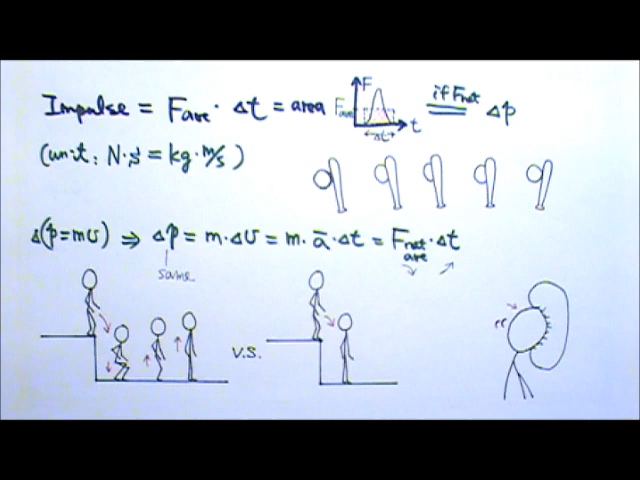 Impulse = Fave · Δt = area F Fave Δt t if Fnet Δp
(unit: N·s = kg·m/s)
Δ(p=mv) ⇒ Δp = m·Δv = m·a̅·Δt = Fnet ave·Δt
same
v.s.